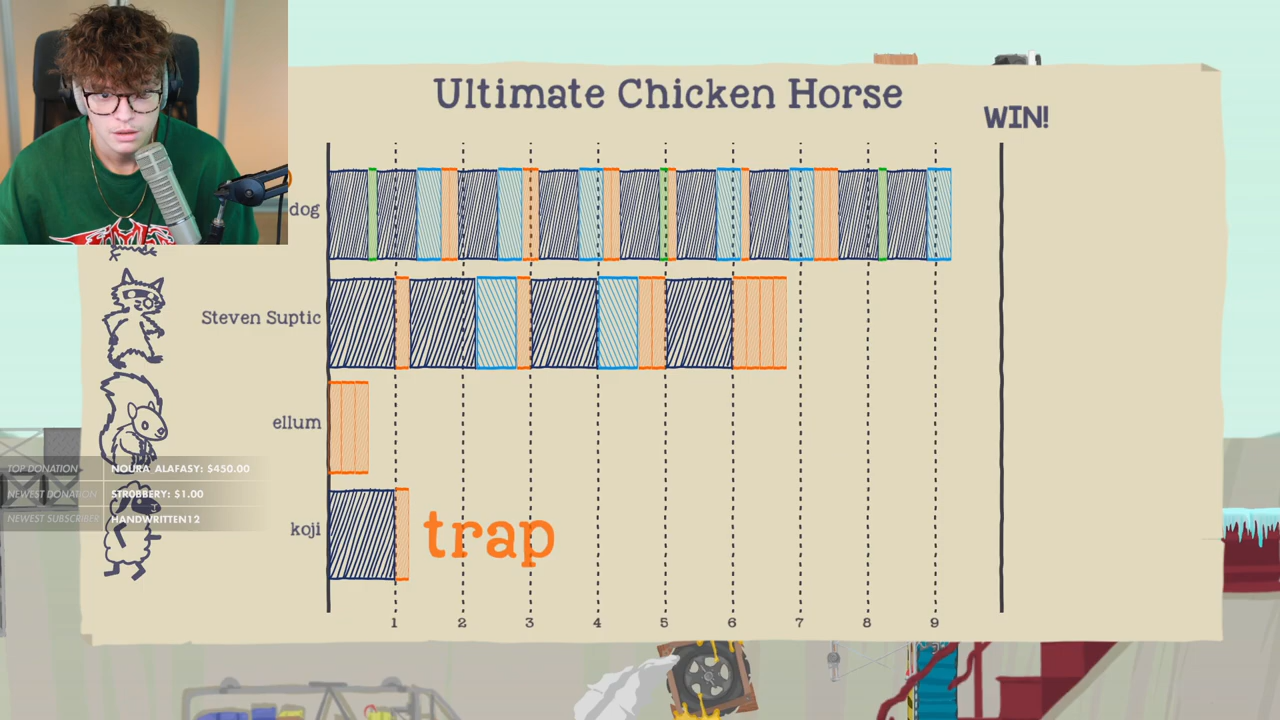 Ultimate Chicken Horse
WIN!
dog
Steven Suptic
ellum
koji
trap
1 2 3 4 5 6 7 8 9
TOP DONATION NOURA ALAFASY: $450.00
NEWEST DONATION STR0BBERY: $1.00
NEWEST SUBSCRIBER HANDWRITTEN12